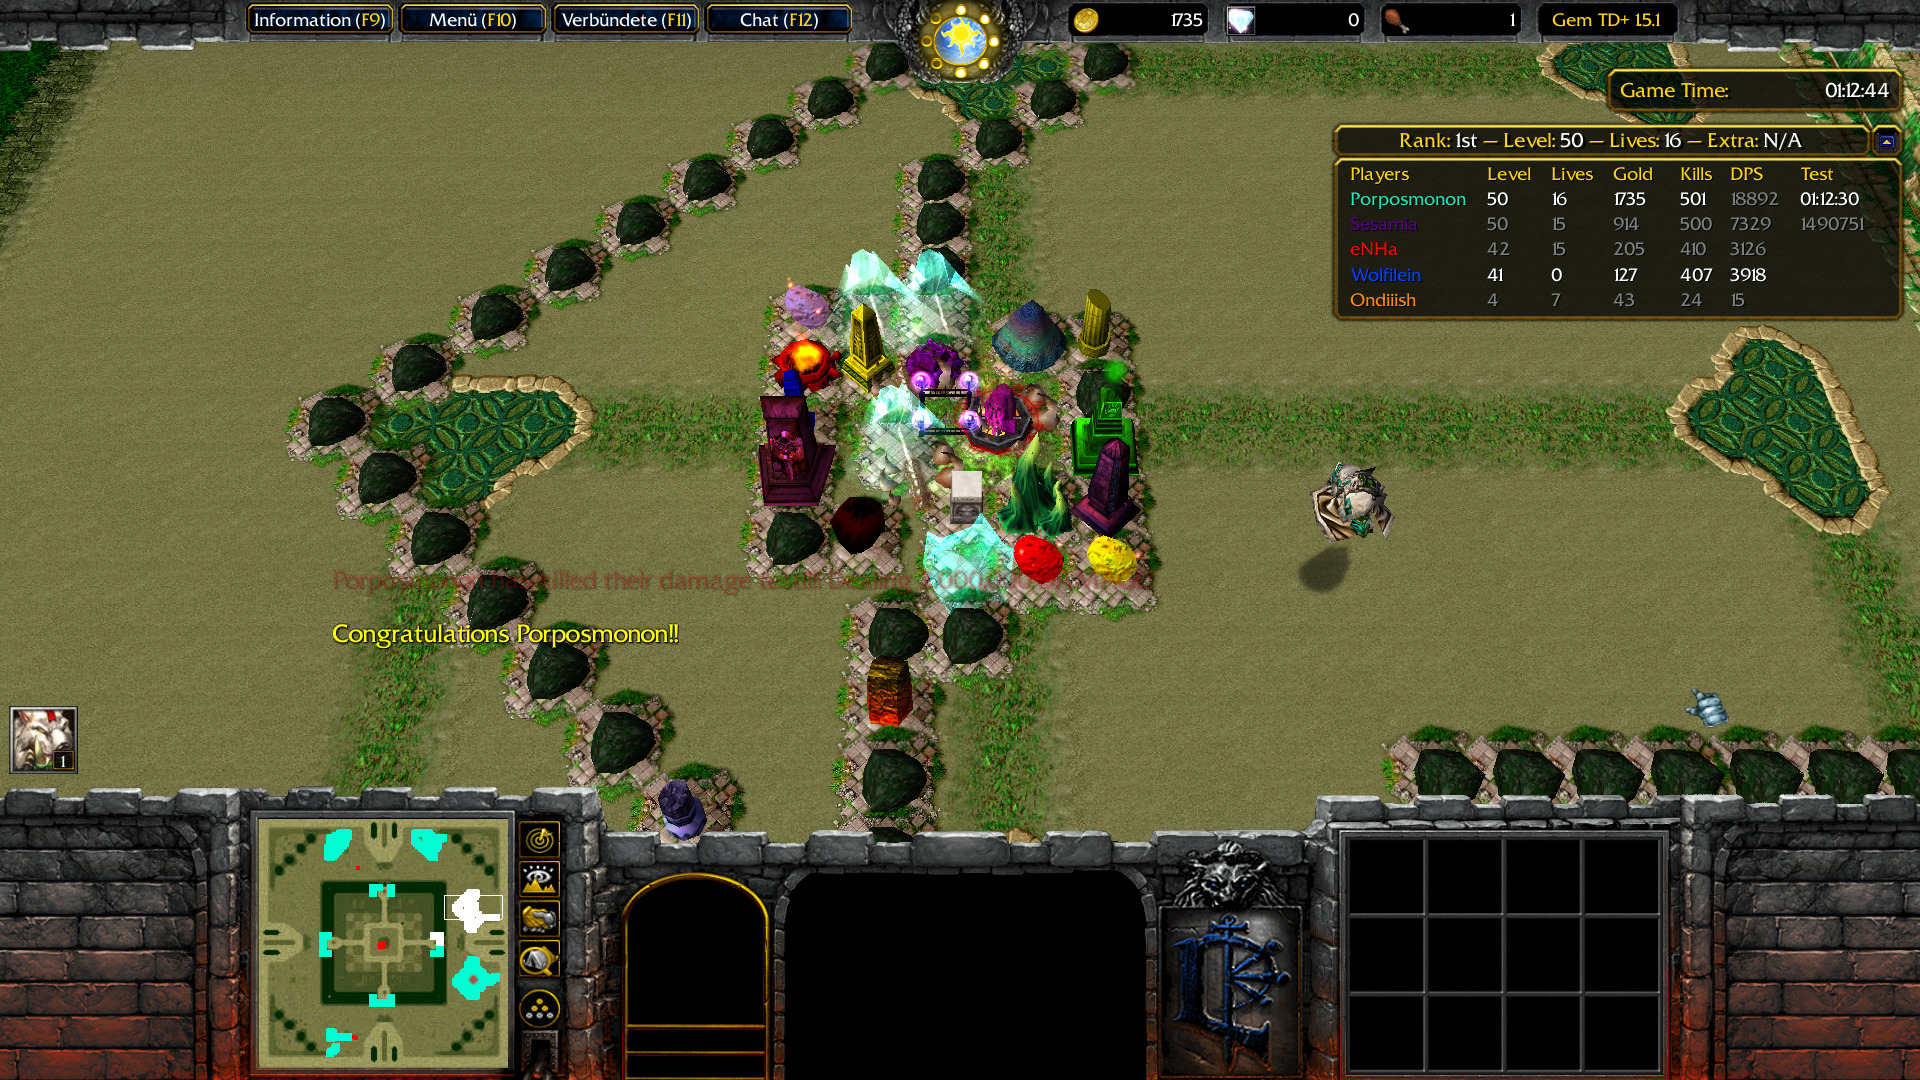 Information (F9) Menü (F10) Verbündete (F11) Chat (F12) 1735 0 1 Gem TD+ 15.1
Game Time: 01:12:44
Rank: 1st — Level: 50 — Lives: 16 — Extra: N/A
Players Level Lives Gold Kills DPS Test
Porposmonon 50 16 1735 501 18892 01:12:30
Sesamia 50 15 914 500 7329 1490751
eNHa 42 15 205 410 3126
Wolfilein 41 0 127 407 3918
Ondiiish 4 7 43 24 15
killed their damage
Congratulations Porposmonon!!
1